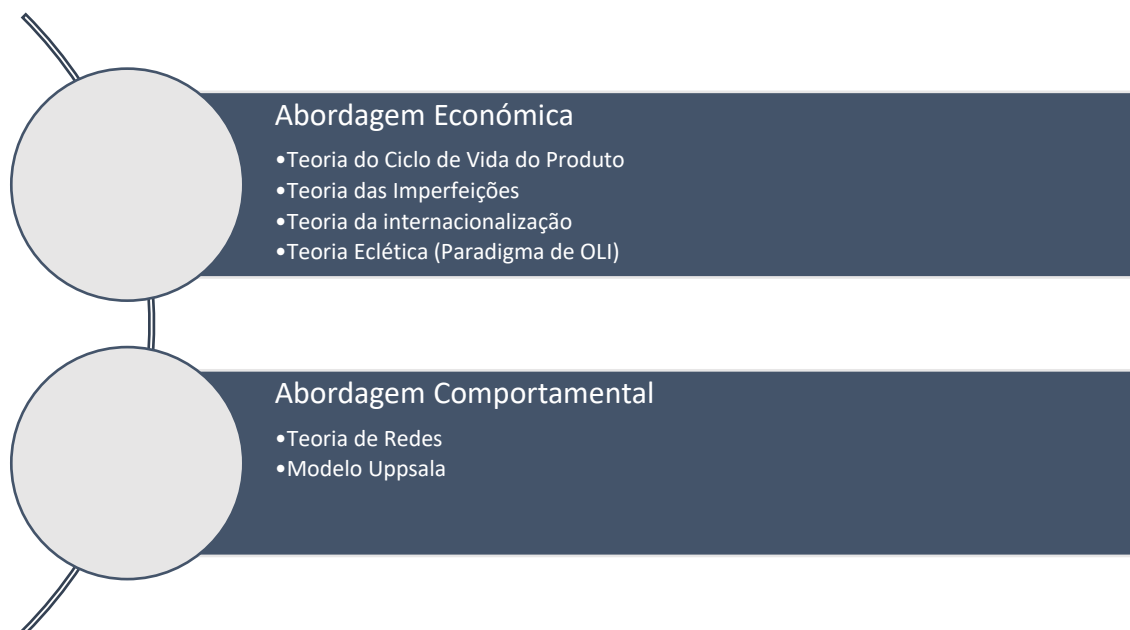 Abordagem Económica
•Teoria do Ciclo de Vida do Produto
•Teoria das Imperfeições
•Teoria da internacionalização
•Teoria Eclética (Paradigma de OLI)
Abordagem Comportamental
•Teoria de Redes
•Modelo Uppsala